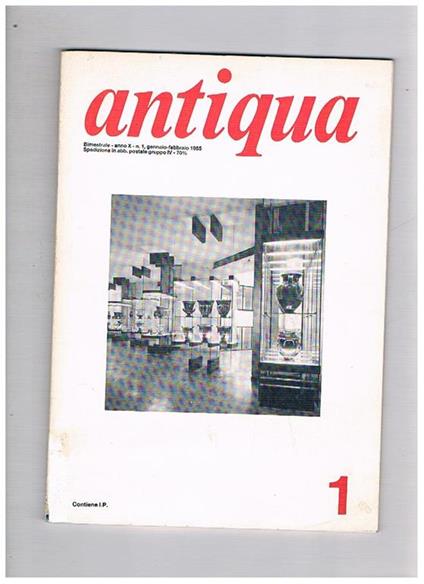 antiqua
Bimestrale - anno X - n. 1, gennaio-febbraio 1985
Spedizione in abb. postale gruppo IV - 70%
Contiene I.P.
1